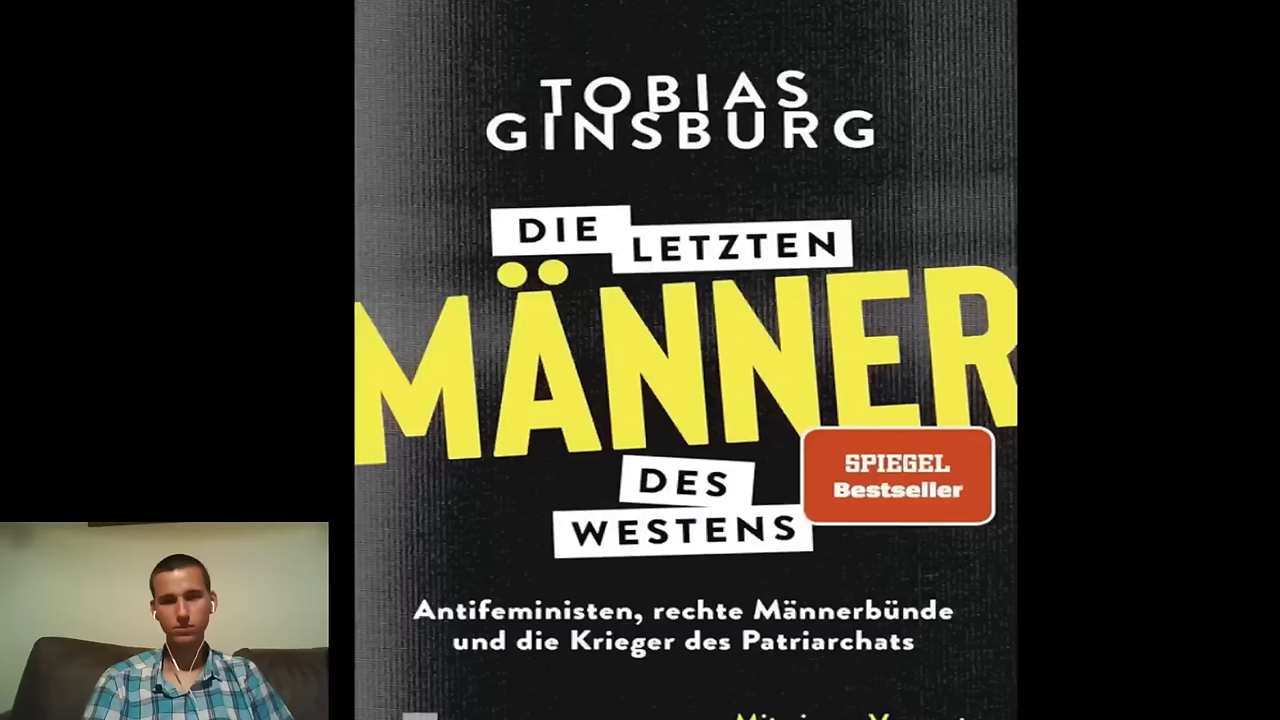 TOBIAS
GINSBURG
DIE
LETZTEN
MÄNNER
DES
WESTENS
SPIEGEL
Bestseller
Antifeministen, rechte Männerbünde
und die Krieger des Patriarchats